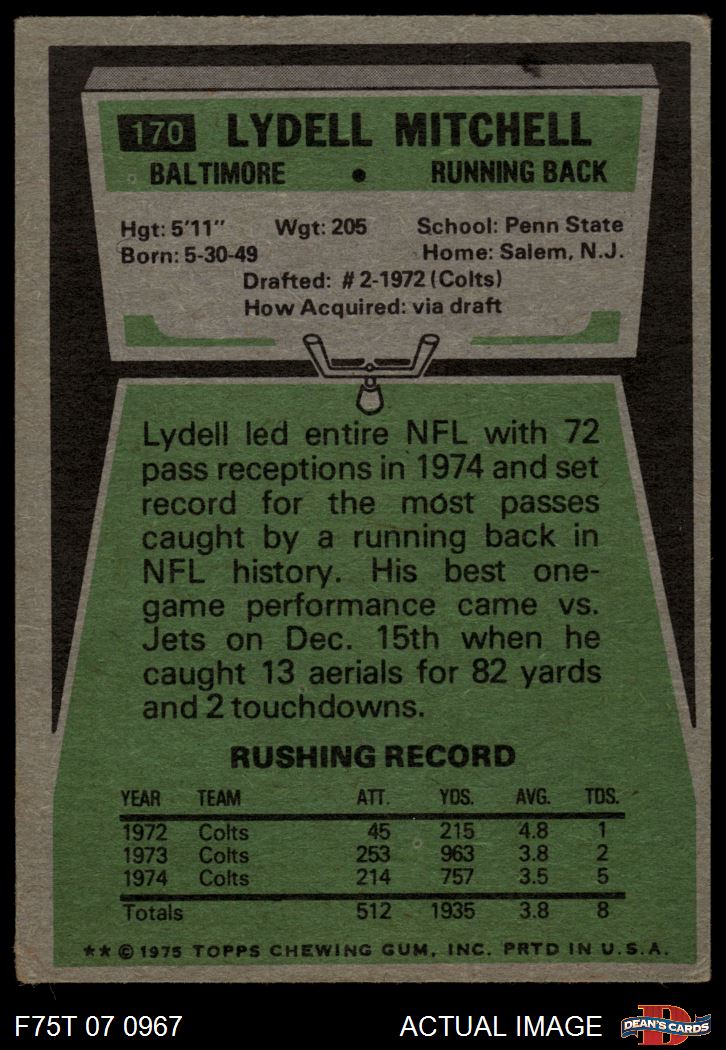 170 LYDELL MITCHELL
BALTIMORE • RUNNING BACK
Hgt: 5'11" Wgt: 205 School: Penn State
Born: 5-30-49 Home: Salem, N.J.
Drafted: #2-1972 (Colts)
How Acquired: via draft
Lydell led entire NFL with 72
pass receptions in 1974 and set
record for the most passes
caught by a running back in
NFL history. His best one-
game performance came vs.
Jets on Dec. 15th when he
caught 13 aerials for 82 yards
and 2 touchdowns.
RUSHING RECORD
YEAR TEAM ATT. YDS. AVG. TDS.
1972 Colts 45 215 4.8 1
1973 Colts 253 963 3.8 2
1974 Colts 214 757 3.5 5
Totals 512 1935 3.8 8
** © 1975 TOPPS CHEWING GUM, INC. PRTD IN U.S.A.
F75T 07 0967 ACTUAL IMAGE D DEAN'S CARDS